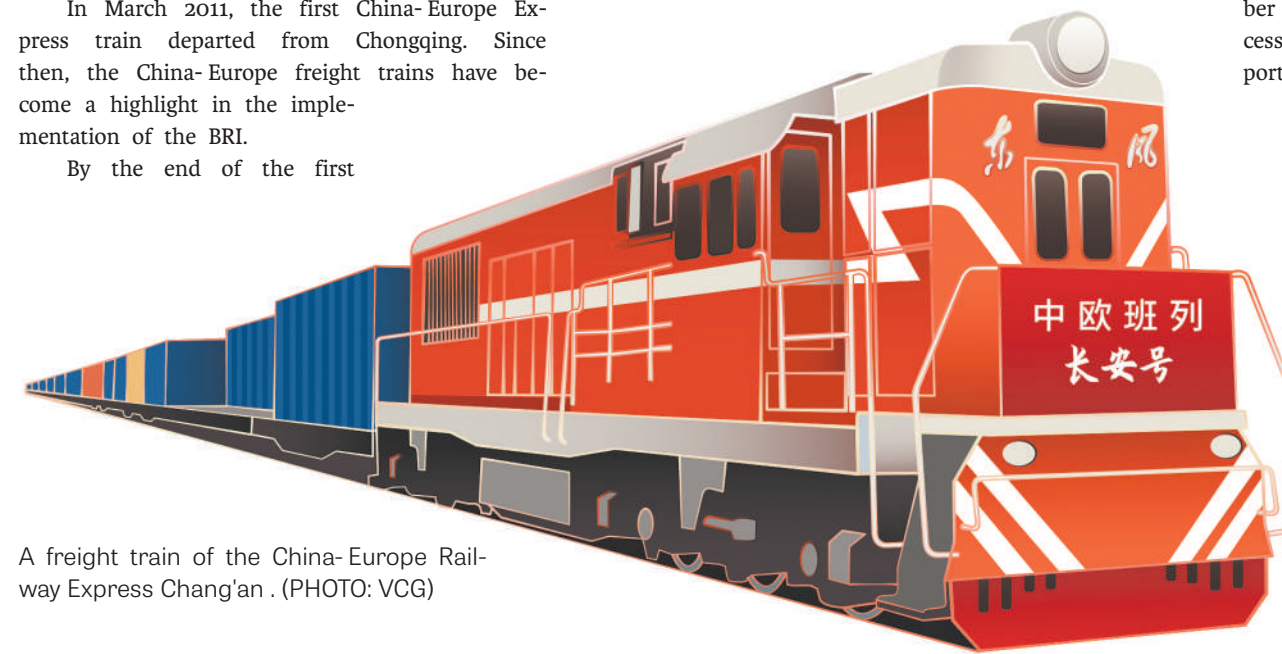 In March 2011, the first China-Europe Ex-
press train departed from Chongqing. Since
then, the China-Europe freight trains have be-
come a highlight in the imple-
mentation of the BRI.
By the end of the first
ber
cess
port
东 风
中欧班列
长安号
A freight train of the China-Europe Rail-
way Express Chang'an . (PHOTO: VCG)